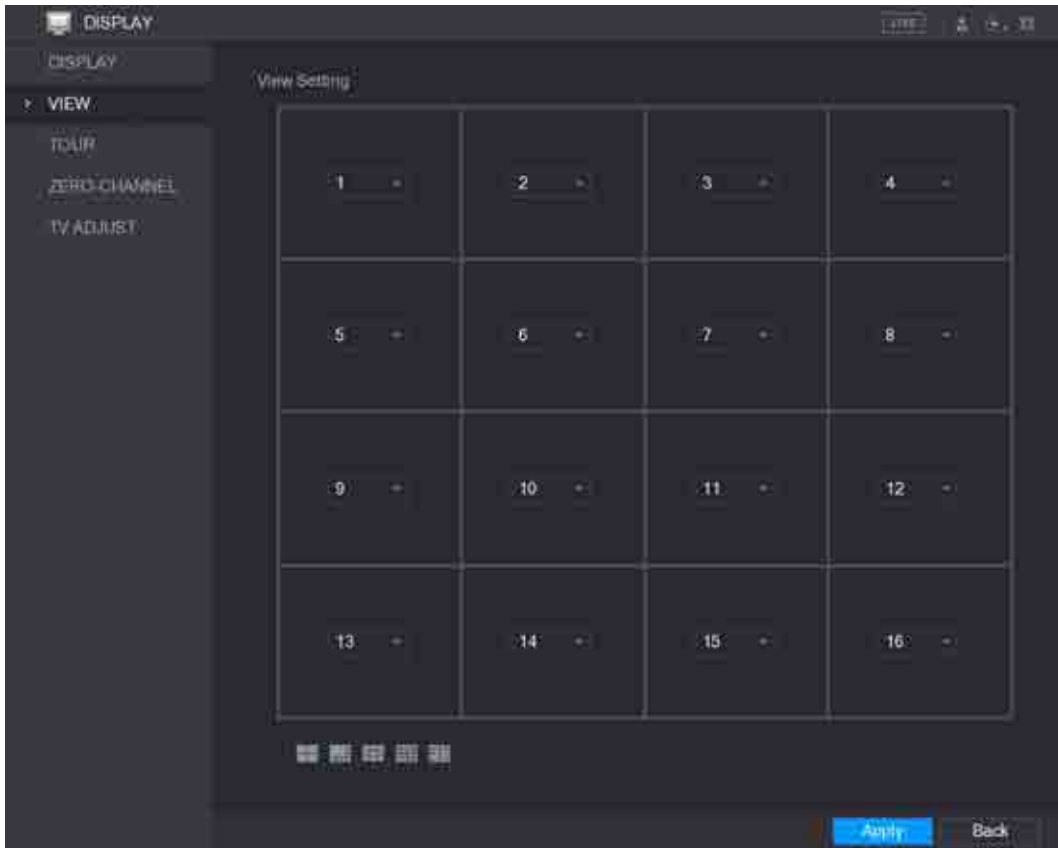 DISPLAY
LIVE
DISPLAY
VIEW
TOUR
ZERO-CHANNEL
TV ADJUST
View Setting
1 2 3 4
5 6 7 8
9 10 11 12
13 14 15 16
Apply Back